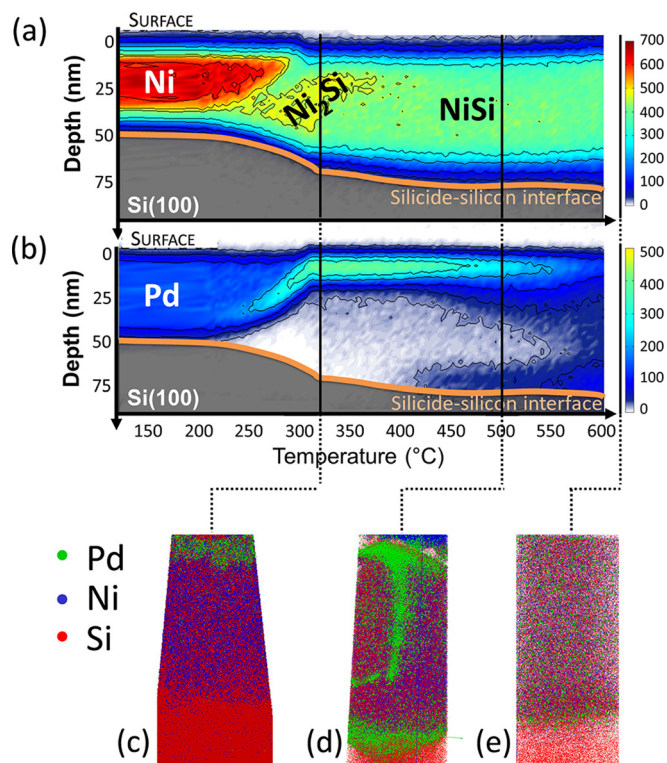 (a)
SURFACE
0
25
50
75
Depth (nm)
Ni
Ni2Si
NiSi
Si(100)
Silicide-silicon interface
700
600
500
400
300
200
100
0
(b)
SURFACE
0
25
50
75
Depth (nm)
Pd
Si(100)
Silicide-silicon interface
500
400
300
200
100
0
150 200 250 300 350 400 450 500 550 600
Temperature (°C)
Pd
Ni
Si
(c)
(d)
(e)